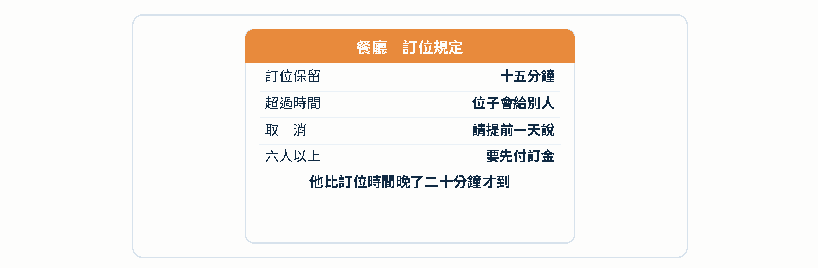 餐廳　訂位規定
訂位保留　十五分鐘
超過時間　位子會給別人
取　消　請提前一天說
六人以上　要先付訂金
他比訂位時間晚了二十分鐘才到